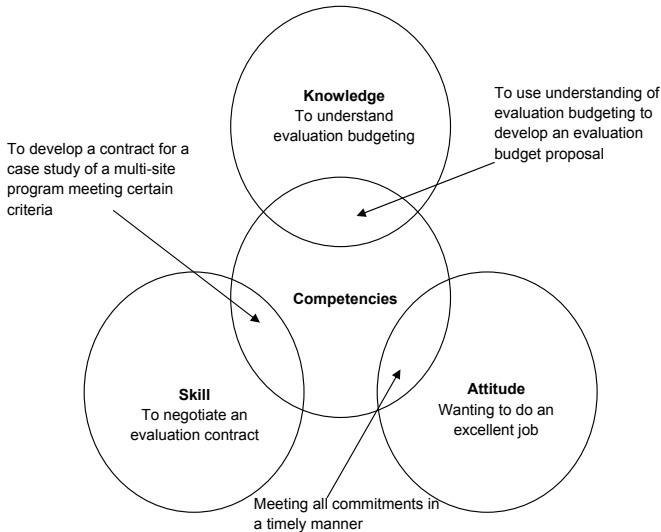 Knowledge
To understand
evaluation budgeting
To use understanding of
evaluation budgeting to
develop an evaluation
budget proposal
To develop a contract for a
case study of a multi-site
program meeting certain
criteria
Competencies
Skill
To negotiate an
evaluation contract
Attitude
Wanting to do an
excellent job
Meeting all commitments in
a timely manner